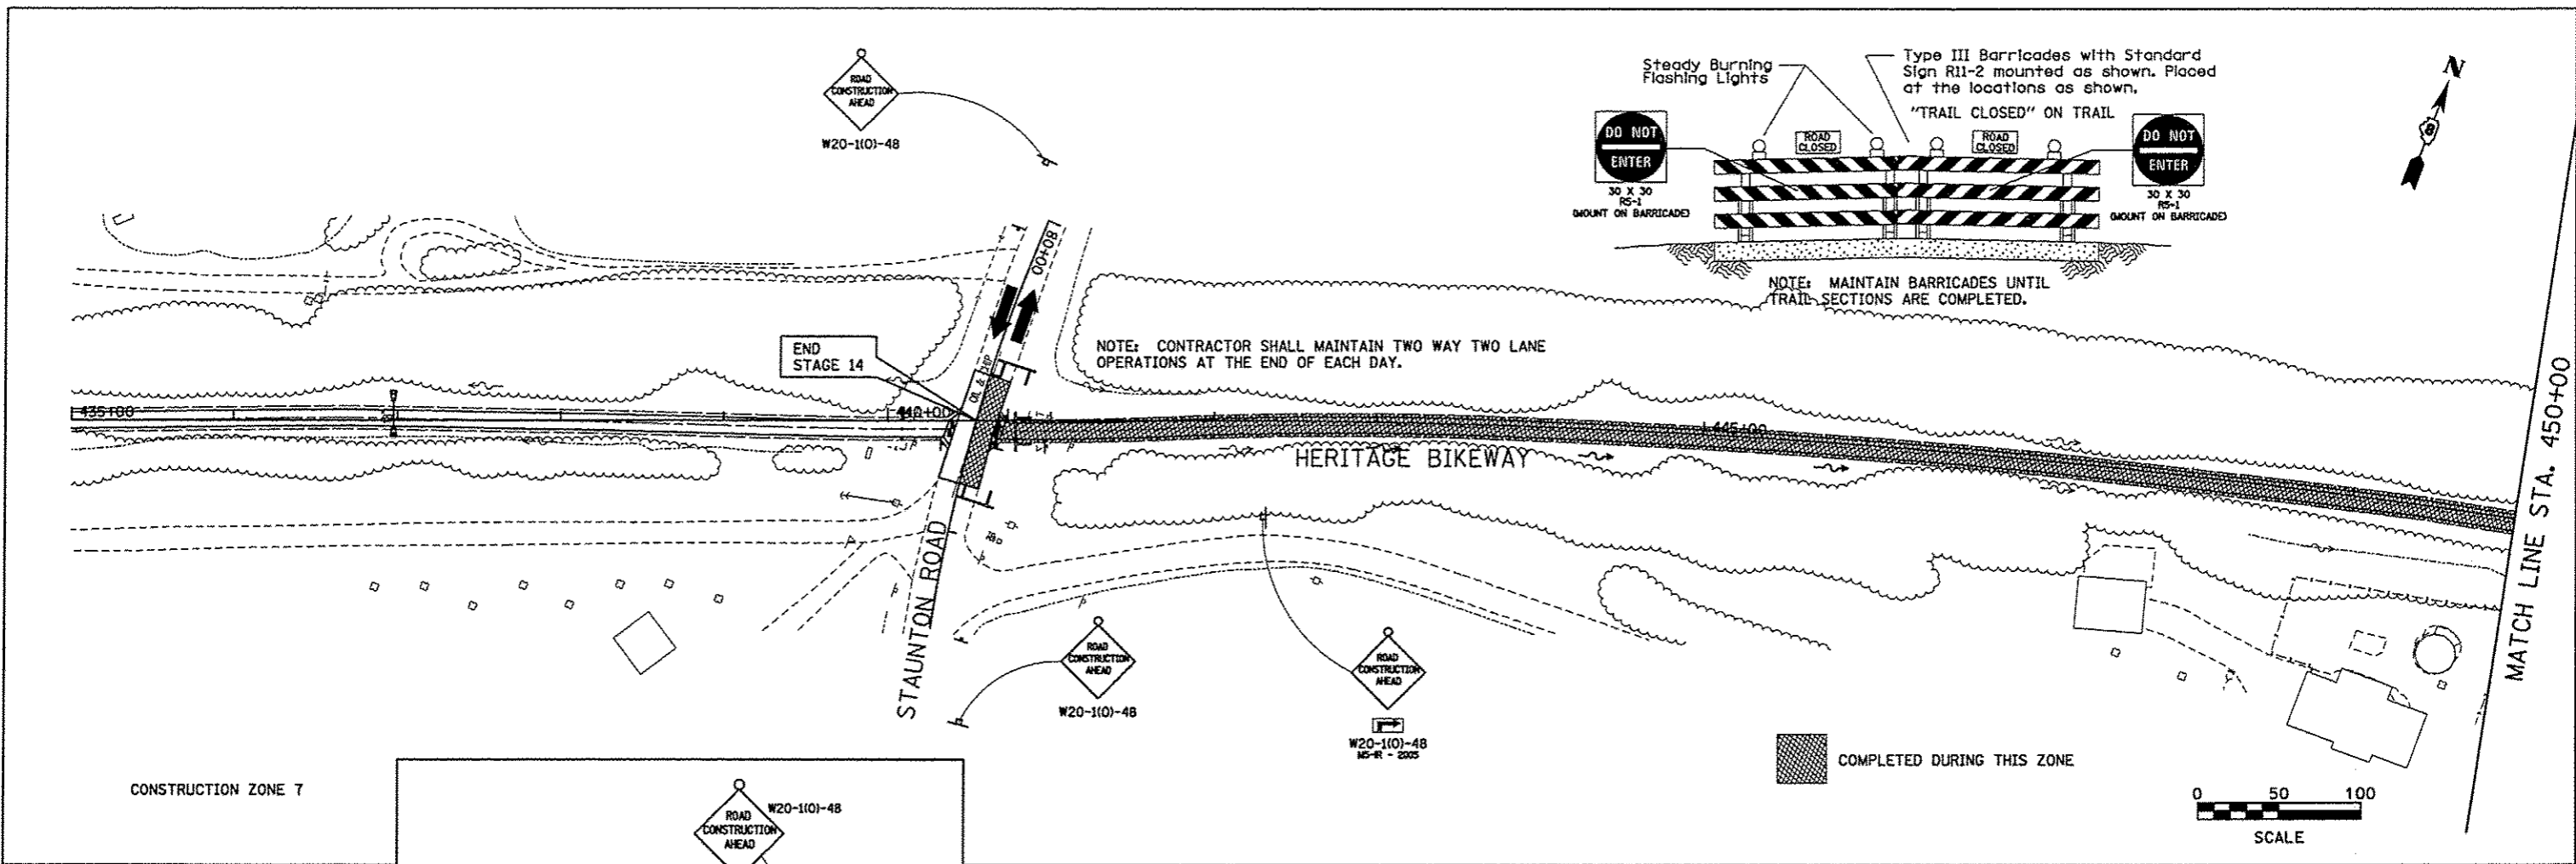 ROAD
CONSTRUCTION
AHEAD
W20-1(O)-48
Steady Burning
Flashing Lights
Type III Barricades with Standard
Sign R11-2 mounted as shown. Placed
at the locations as shown.
"TRAIL CLOSED" ON TRAIL
DO NOT
ENTER
30 X 30
R5-1
(MOUNT ON BARRICADE)
ROAD
CLOSED
ROAD
CLOSED
DO NOT
ENTER
30 X 30
R5-1
(MOUNT ON BARRICADE)
NOTE: MAINTAIN BARRICADES UNTIL
TRAIL SECTIONS ARE COMPLETED.
N
8
80+00
END
STAGE 14
NOTE: CONTRACTOR SHALL MAINTAIN TWO WAY TWO LANE
OPERATIONS AT THE END OF EACH DAY.
435+00
440+00
445+00
HERITAGE BIKEWAY
STAUNTON ROAD
MATCH LINE STA. 450+00
ROAD
CONSTRUCTION
AHEAD
W20-1(O)-48
ROAD
CONSTRUCTION
AHEAD
W20-1(O)-48
M5-1R - 2005
COMPLETED DURING THIS ZONE
0 50 100
SCALE
CONSTRUCTION ZONE 7
W20-1(O)-48
ROAD
CONSTRUCTION
AHEAD